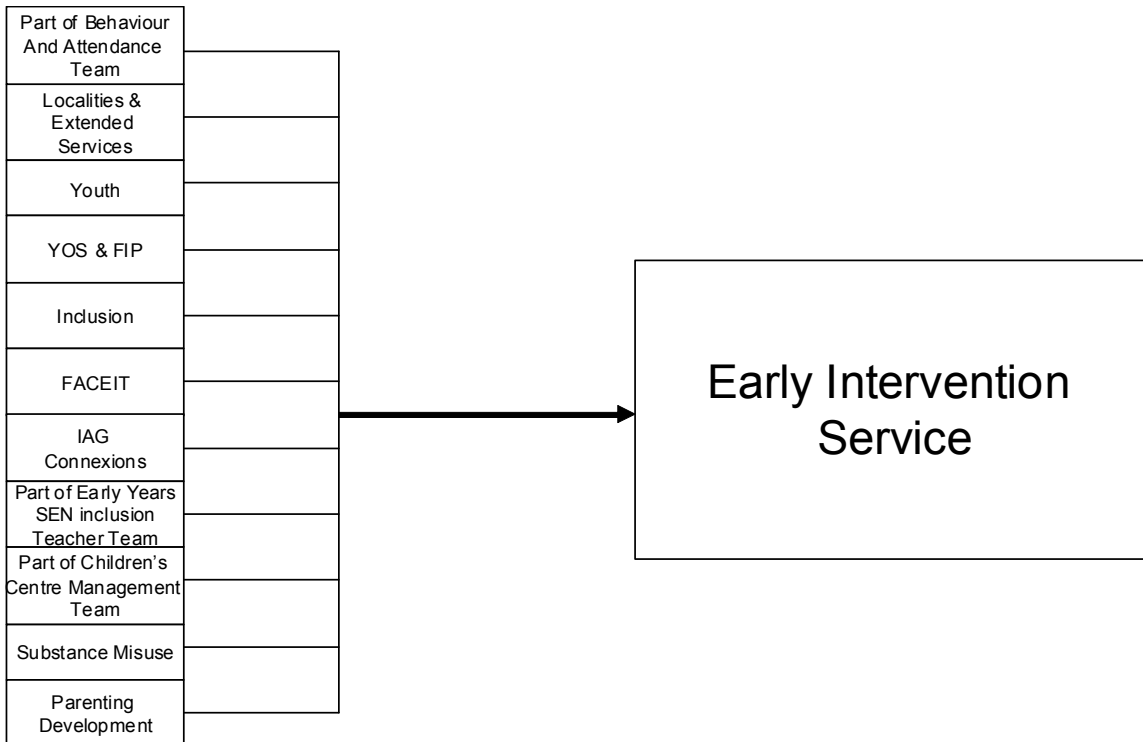 Part of Behaviour
And Attendance
Team
Localities &
Extended
Services
Youth
YOS & FIP
Inclusion
FACEIT
IAG
Connexions
Part of Early Years
SEN inclusion
Teacher Team
Part of Children's
Centre Management
Team
Substance Misuse
Parenting
Development
Early Intervention
Service